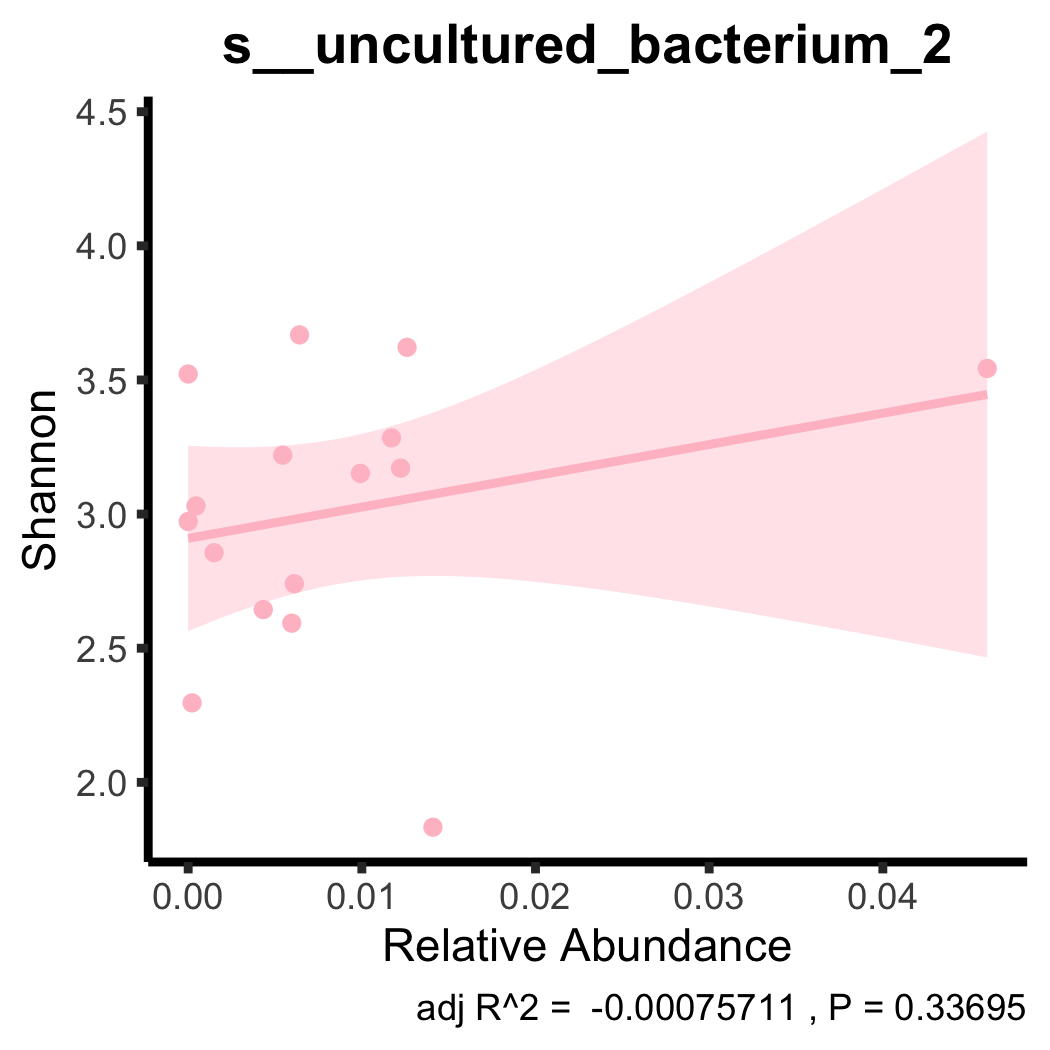 s__uncultured_bacterium_2
4.5
4.0
3.5
3.0
2.5
2.0
Shannon
0.00 0.01 0.02 0.03 0.04
Relative Abundance
adj R^2 =  -0.00075711 , P = 0.33695